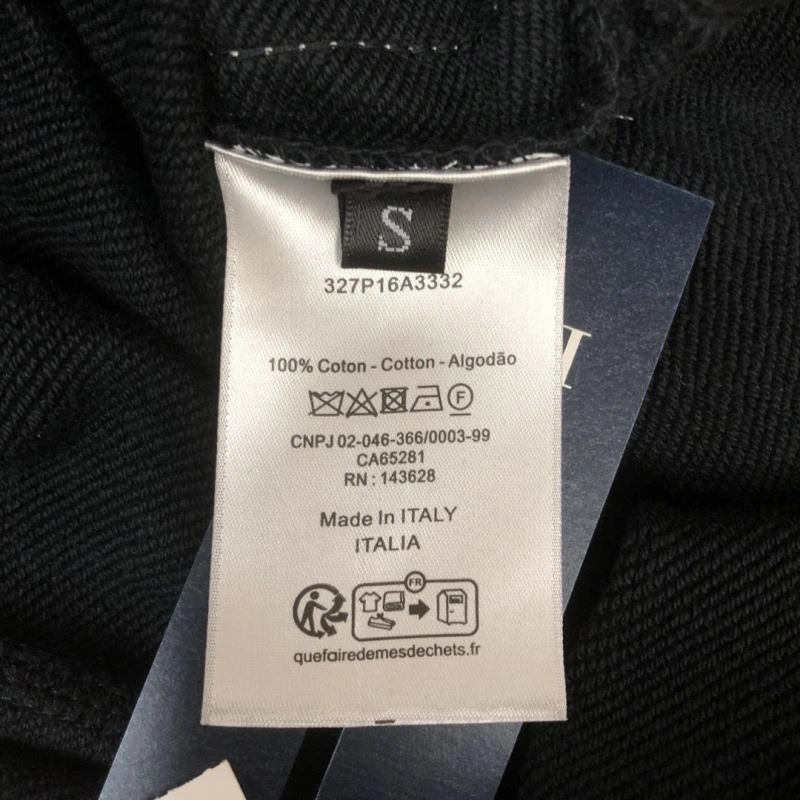 S
327P16A3332
100% Coton - Cotton - Algodão
F
CNPJ 02-046-366/0003-99
CA65281
RN : 143628
Made In ITALY
ITALIA
FR
quefairedemesdechets.fr